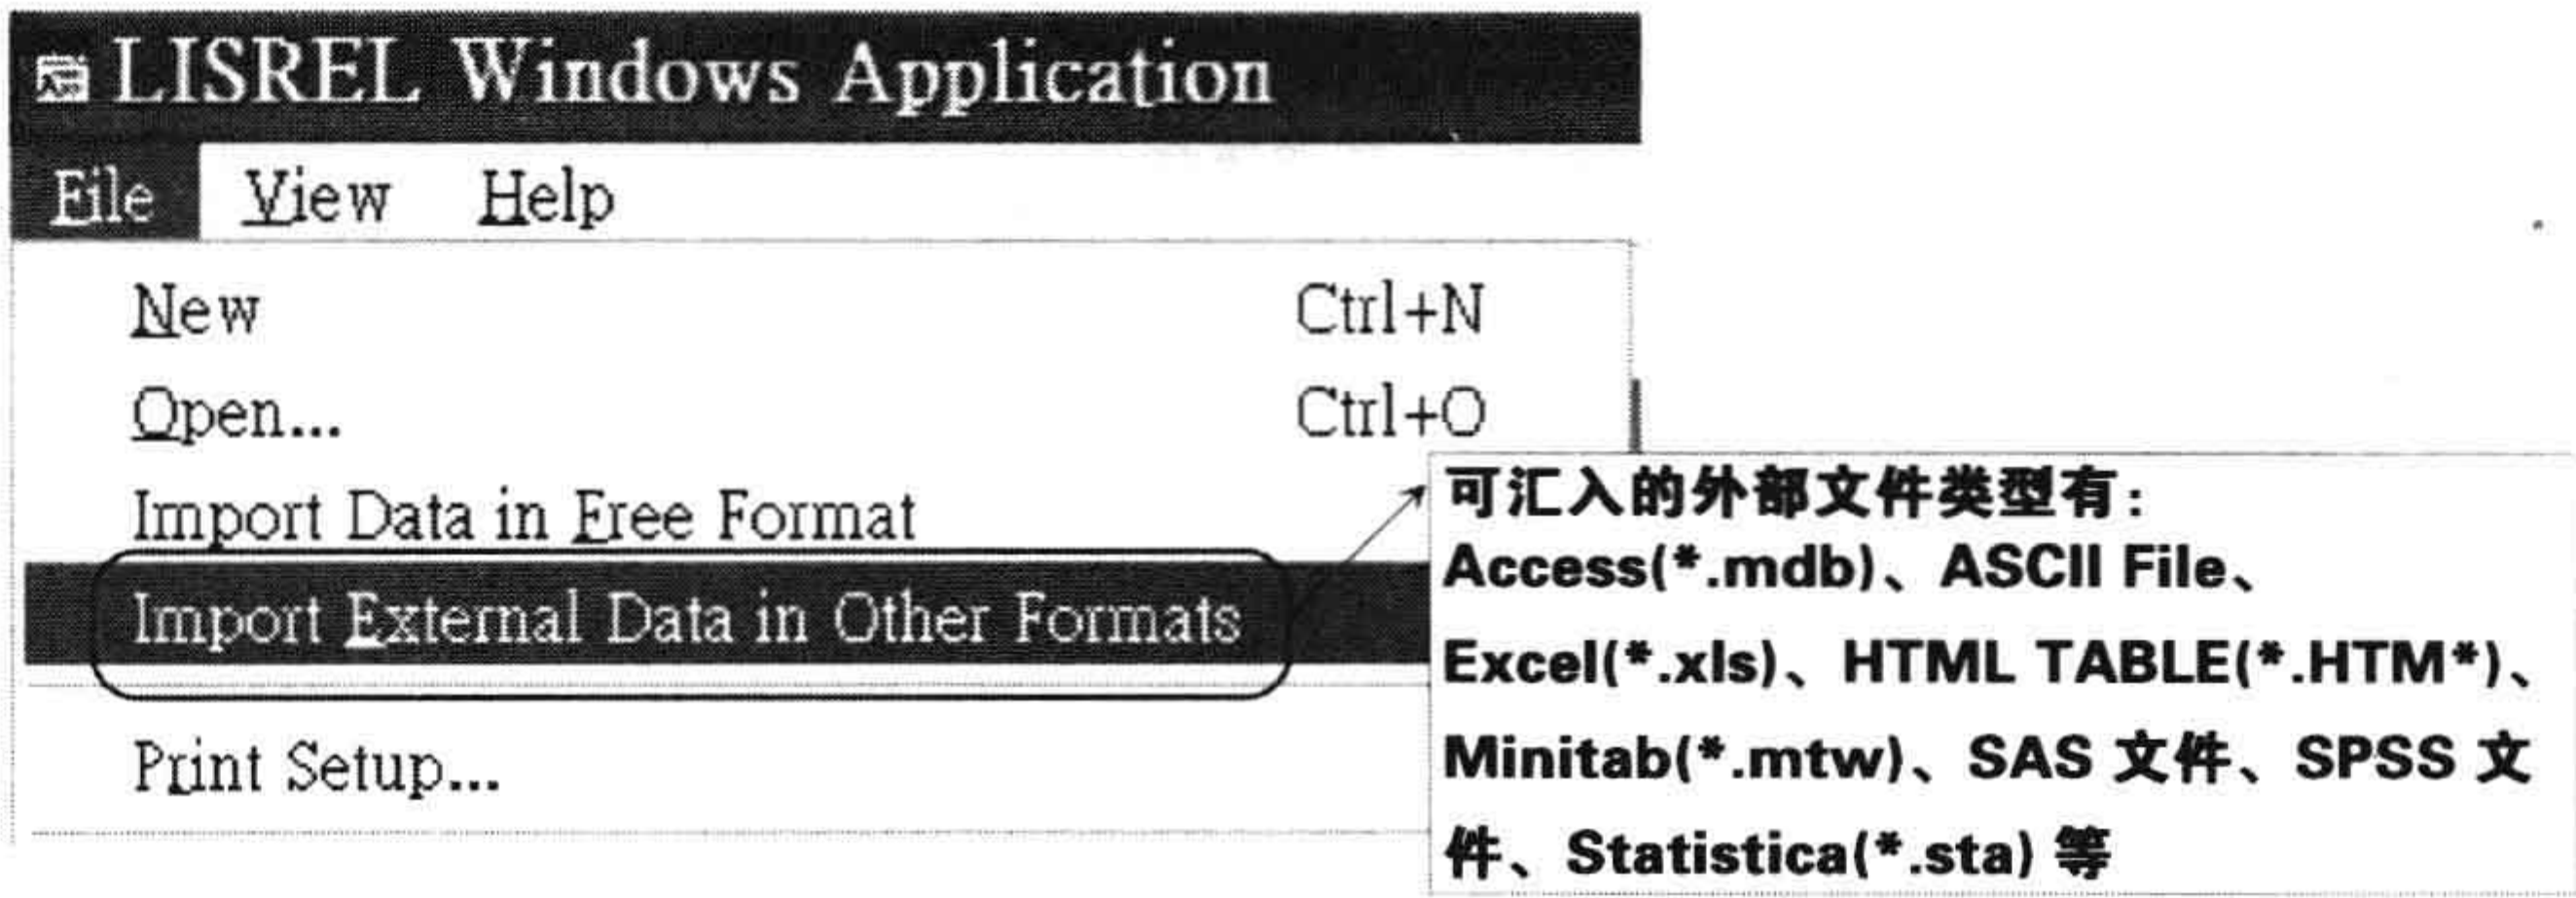 LISREL Windows Application
File View Help
New Ctrl+N
Open... Ctrl+O
Import Data in Free Format
Import External Data in Other Formats
Print Setup...
可汇入的外部文件类型有：
Access(*.mdb)、ASCII File、
Excel(*.xls)、HTML TABLE(*.HTM*)、
Minitab(*.mtw)、SAS 文件、SPSS 文
件、Statistica(*.sta) 等